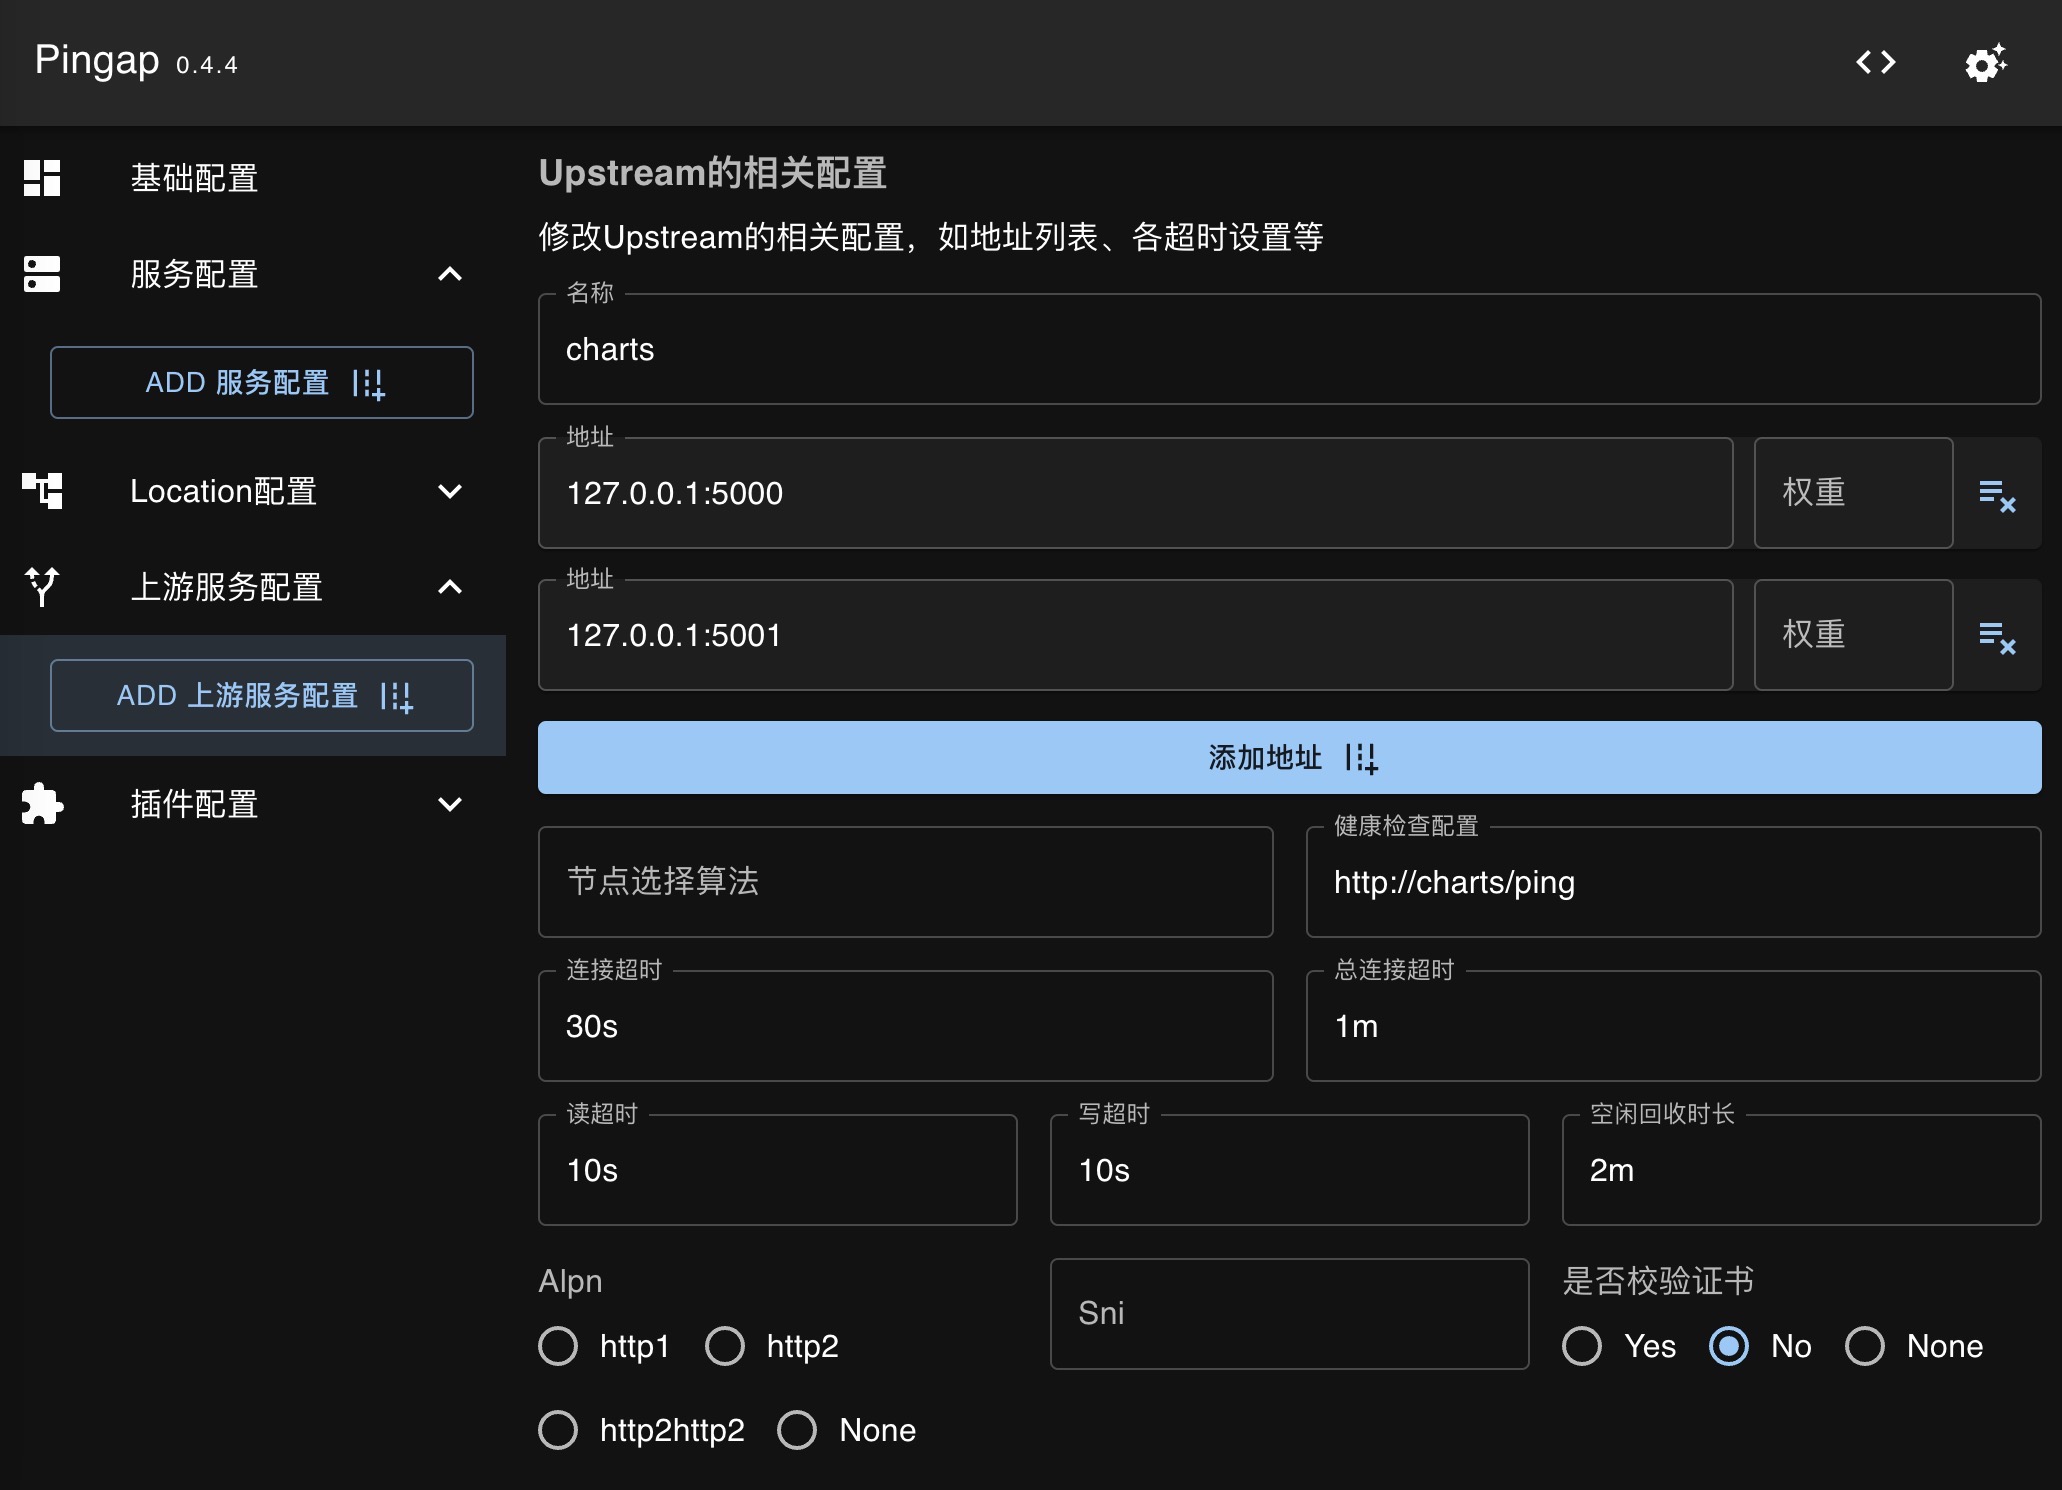 Pingap 0.4.4
基础配置
服务配置
ADD 服务配置
Location配置
上游服务配置
ADD 上游服务配置
插件配置
Upstream的相关配置
修改Upstream的相关配置，如地址列表、各超时设置等
名称
charts
地址
127.0.0.1:5000
权重
地址
127.0.0.1:5001
权重
添加地址
节点选择算法
健康检查配置
http://charts/ping
连接超时
30s
总连接超时
1m
读超时
10s
写超时
10s
空闲回收时长
2m
Alpn
http1 http2
http2http2 None
Sni
是否校验证书
Yes No None